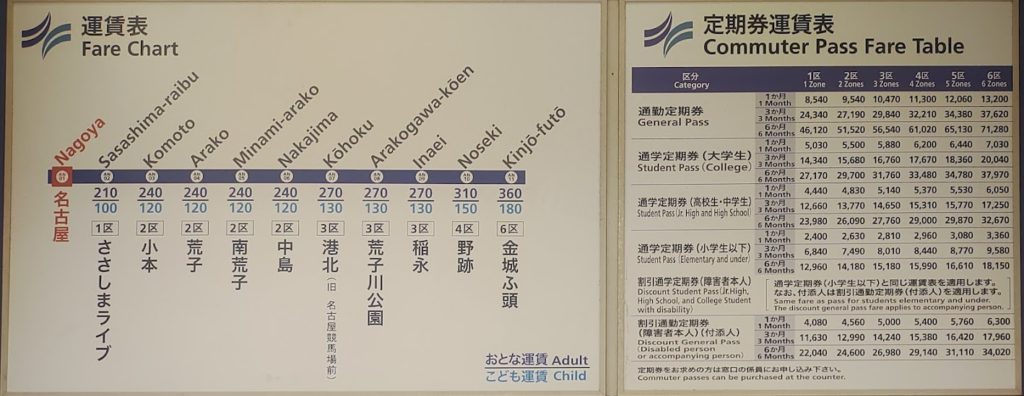 運賃表
Fare Chart
Nagoya
Sasashima-raibu
Komoto
Arako
Minami-arako
Nakajima
Kōhoku
Arakogawa-kōen
Inaei
Noseki
Kinjō-futō
210 240 240 240 240 270 270 270 310 360
100 120 120 120 120 130 130 130 150 180
1区 2区 2区 2区 2区 3区 3区 3区 4区 6区
名古屋
ささしまライブ
小本
荒子
南荒子
中島
港北(旧 名古屋競馬場前)
荒子川公園
稲永
野跡
金城ふ頭
おとな運賃 Adult
こども運賃 Child
定期券運賃表
Commuter Pass Fare Table
区分 1区 2区 3区 4区 5区 6区
Category 1 Zone 2 Zones 3 Zones 4 Zones 5 Zones 6 Zones
通勤定期券
General Pass
1か月 1 Month 8,540 9,540 10,470 11,300 12,060 13,200
3か月 3 Months 24,340 27,190 29,840 32,210 34,380 37,620
6か月 6 Months 46,120 51,520 56,540 61,020 65,130 71,280
通学定期券(大学生)
Student Pass (College)
1か月 1 Month 5,030 5,500 5,880 6,200 6,440 7,030
3か月 3 Months 14,340 15,680 16,760 17,670 18,360 20,040
6か月 6 Months 27,170 29,700 31,760 33,480 34,780 37,970
通学定期券(高校生・中学生)
Student Pass (Jr. High and High School)
1か月 1 Month 4,440 4,830 5,140 5,370 5,530 6,050
3か月 3 Months 12,660 13,770 14,650 15,310 15,770 17,250
6か月 6 Months 23,980 26,090 27,760 29,000 29,870 32,670
通学定期券(小学生以下)
Student Pass (Elementary and under)
1か月 1 Month 2,400 2,630 2,810 2,960 3,080 3,360
3か月 3 Months 6,840 7,490 8,010 8,440 8,770 9,580
6か月 6 Months 12,960 14,180 15,180 15,990 16,610 18,150
割引通学定期券(障害者本人)
Discount Student Pass (Jr. High,
High School, and College Student
with disability)
通学定期券(小学生以下)と同じ運賃表を適用します。
なお、付添人は割引通勤定期券(付添人)を適用します。
Same fare as pass for students elementary and under.
The discount general pass fare applies to accompanying person.
割引通勤定期券
(障害者本人)(付添人)
Discount General Pass
(Disabled person
or accompanying person)
1か月 1 Month 4,080 4,560 5,000 5,400 5,760 6,300
3か月 3 Months 11,630 12,990 14,240 15,380 16,420 17,960
6か月 6 Months 22,040 24,600 26,980 29,140 31,110 34,020
定期券をお求めの方は窓口の係員にお申し込み下さい。
Commuter passes can be purchased at the counter.